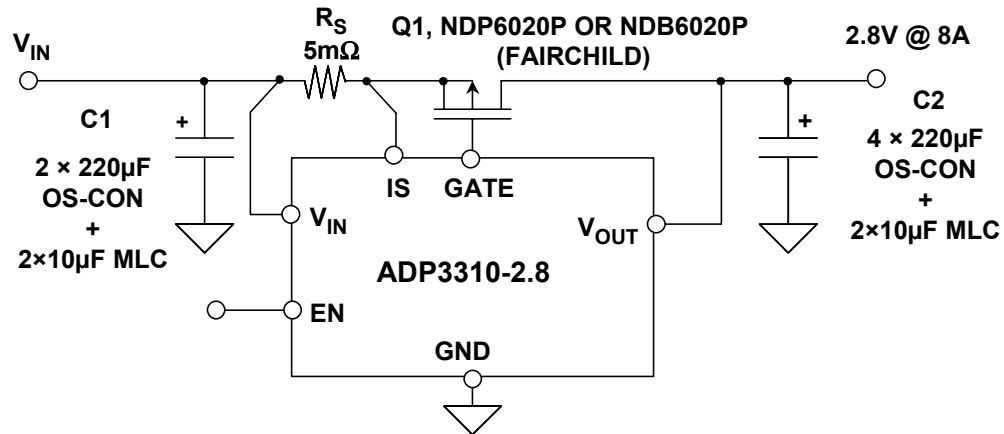 V_IN
R_S
5mΩ
Q1, NDP6020P OR NDB6020P
(FAIRCHILD)
2.8V @ 8A
C1
+
2 × 220µF
OS-CON
+
2×10µF MLC
IS
GATE
V_IN
V_OUT
ADP3310-2.8
EN
GND
+
C2
4 × 220µF
OS-CON
+
2×10µF MLC